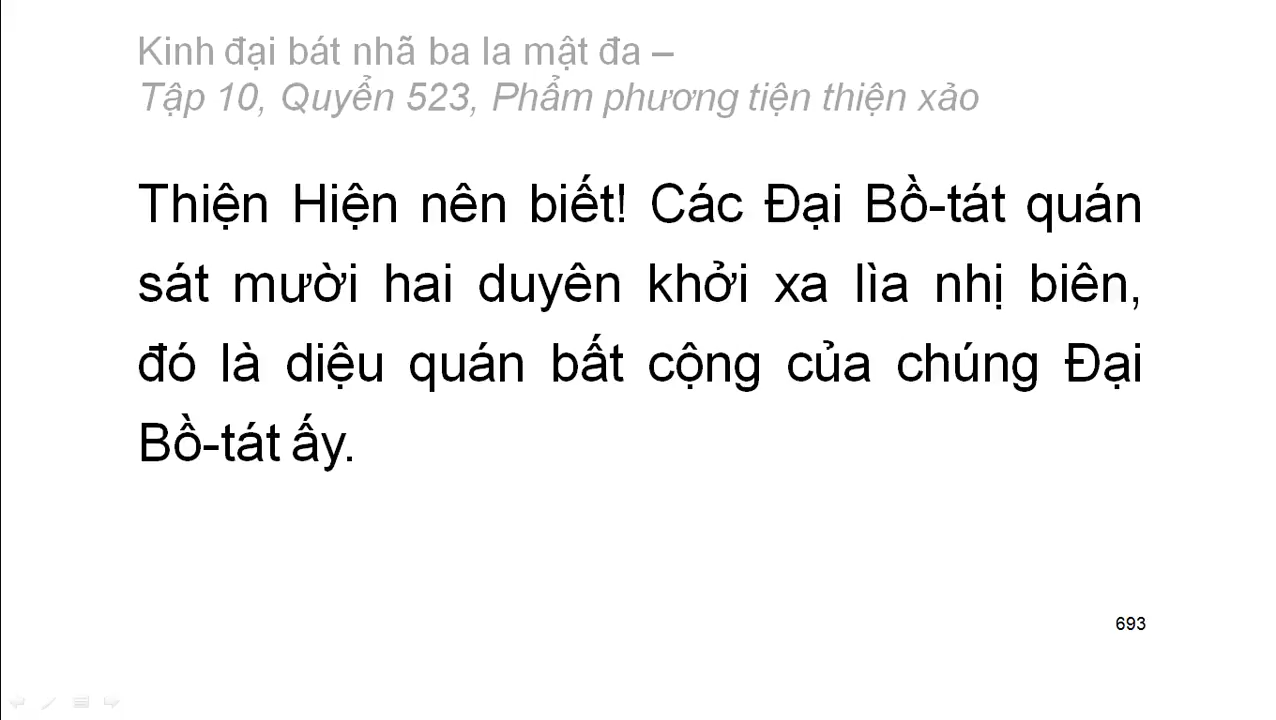 Kinh đại bát nhã ba la mật đa –
Tập 10, Quyển 523, Phẩm phương tiện thiện xảo
Thiện Hiện nên biết! Các Đại Bồ-tát quán
sát mười hai duyên khởi xa lìa nhị biên,
đó là diệu quán bất cộng của chúng Đại
Bồ-tát ấy.
693